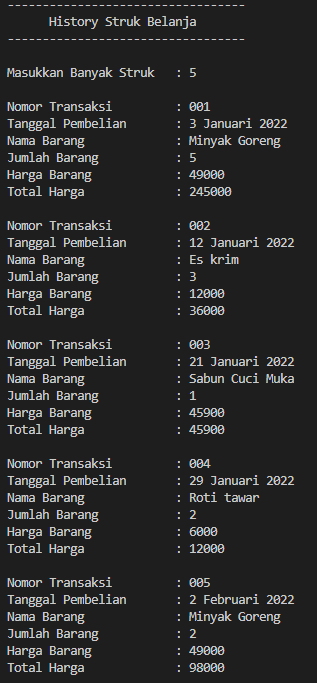 ----------------------------------
History Struk Belanja
----------------------------------
Masukkan Banyak Struk : 5
Nomor Transaksi : 001
Tanggal Pembelian : 3 Januari 2022
Nama Barang : Minyak Goreng
Jumlah Barang : 5
Harga Barang : 49000
Total Harga : 245000
Nomor Transaksi : 002
Tanggal Pembelian : 12 Januari 2022
Nama Barang : Es krim
Jumlah Barang : 3
Harga Barang : 12000
Total Harga : 36000
Nomor Transaksi : 003
Tanggal Pembelian : 21 Januari 2022
Nama Barang : Sabun Cuci Muka
Jumlah Barang : 1
Harga Barang : 45900
Total Harga : 45900
Nomor Transaksi : 004
Tanggal Pembelian : 29 Januari 2022
Nama Barang : Roti tawar
Jumlah Barang : 2
Harga Barang : 6000
Total Harga : 12000
Nomor Transaksi : 005
Tanggal Pembelian : 2 Februari 2022
Nama Barang : Minyak Goreng
Jumlah Barang : 2
Harga Barang : 49000
Total Harga : 98000